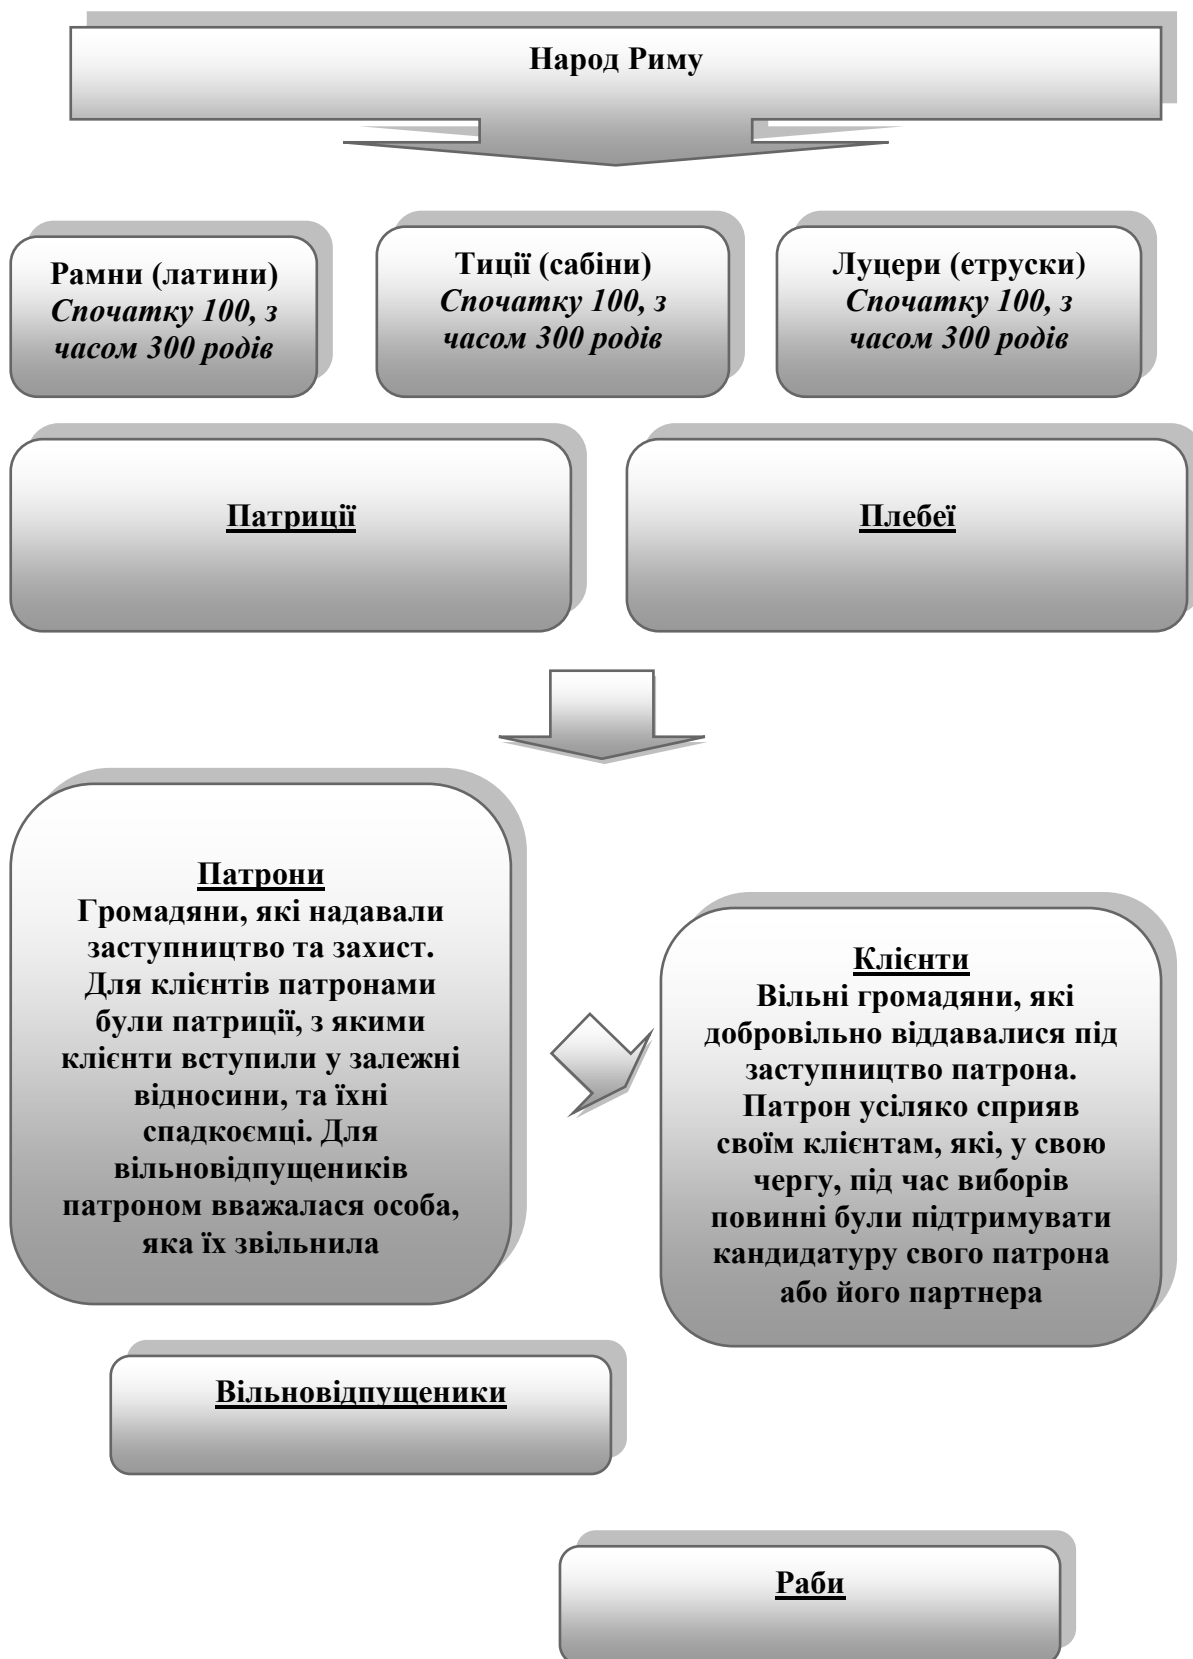 Народ Риму
Рамни (латини)
Спочатку 100, з
часом 300 родів
Тиції (сабіни)
Спочатку 100, з
часом 300 родів
Луцери (етруски)
Спочатку 100, з
часом 300 родів
Патриції
Плебеї
Патрони
Громадяни, які надавали
заступництво та захист.
Для клієнтів патронами
були патриції, з якими
клієнти вступили у залежні
відносини, та їхні
спадкоємці. Для
вільновідпущеників
патроном вважалася особа,
яка їх звільнила
Клієнти
Вільні громадяни, які
добровільно віддавалися під
заступництво патрона.
Патрон усіляко сприяв
своїм клієнтам, які, у свою
чергу, під час виборів
повинні були підтримувати
кандидатуру свого патрона
або його партнера
Вільновідпущеники
Раби